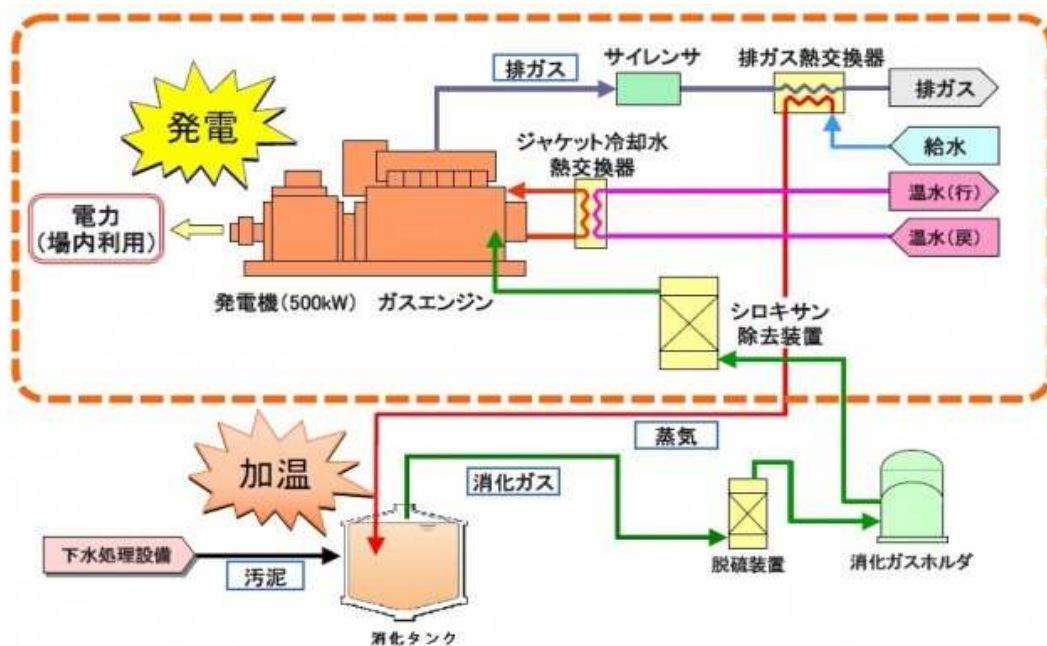 排ガス
サイレンサ
排ガス熱交換器
排ガス
発電
ジャケット冷却水
熱交換器
給水
電力
(場内利用)
温水(行)
温水(戻)
発電機(500kW)
ガスエンジン
シロキサン
除去装置
蒸気
加温
消化ガス
下水処理設備
汚泥
脱硫装置
消化ガスホルダ
消化タンク